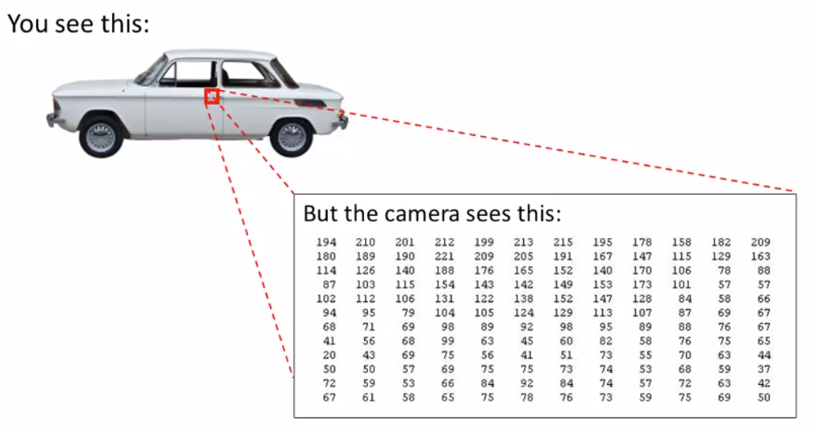 You see this:
But the camera sees this:
194 210 201 212 199 213 215 195 178 158 182 209
180 189 190 221 209 205 191 167 147 115 129 163
114 126 140 188 176 165 152 140 170 106 78 88
87 103 115 154 143 142 149 153 173 101 57 57
102 112 106 131 122 138 152 147 128 84 58 66
94 95 79 104 105 124 129 113 107 87 69 67
68 71 69 98 89 92 98 95 89 88 76 67
41 56 68 99 63 45 60 82 58 76 75 65
20 43 69 75 56 41 51 73 55 70 63 44
50 50 57 69 75 75 73 74 53 68 59 37
72 59 53 66 84 92 84 74 57 72 63 42
67 61 58 65 75 78 76 73 59 75 69 50